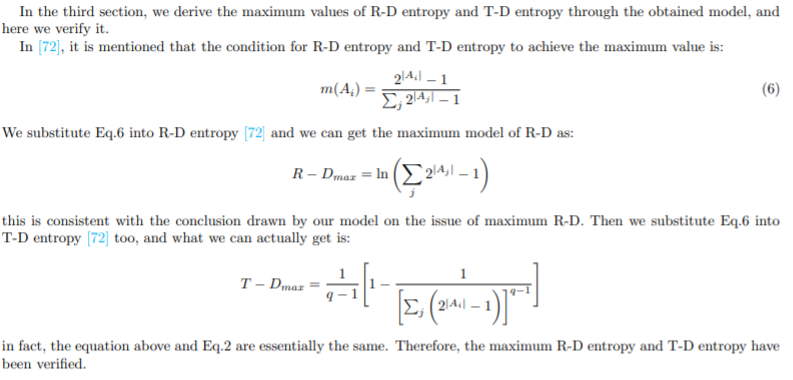 In the third section, we derive the maximum values of R-D entropy and T-D entropy through the obtained model, and
here we verify it.
In [72], it is mentioned that the condition for R-D entropy and T-D entropy to achieve the maximum value is:
m(A_i) = \frac{2^{|A_i|} - 1}{\sum_j 2^{|A_j|} - 1} (6)
We substitute Eq.6 into R-D entropy [72] and we can get the maximum model of R-D as:
R - D_{max} = \ln \left( \sum_j 2^{|A_j|} - 1 \right)
this is consistent with the conclusion drawn by our model on the issue of maximum R-D. Then we substitute Eq.6 into
T-D entropy [72] too, and what we can actually get is:
T - D_{max} = \frac{1}{q-1} \left[ 1 - \frac{1}{\left[ \sum_j \left( 2^{|A_i|} - 1 \right) \right]^{q-1}} \right]
in fact, the equation above and Eq.2 are essentially the same. Therefore, the maximum R-D entropy and T-D entropy have
been verified.